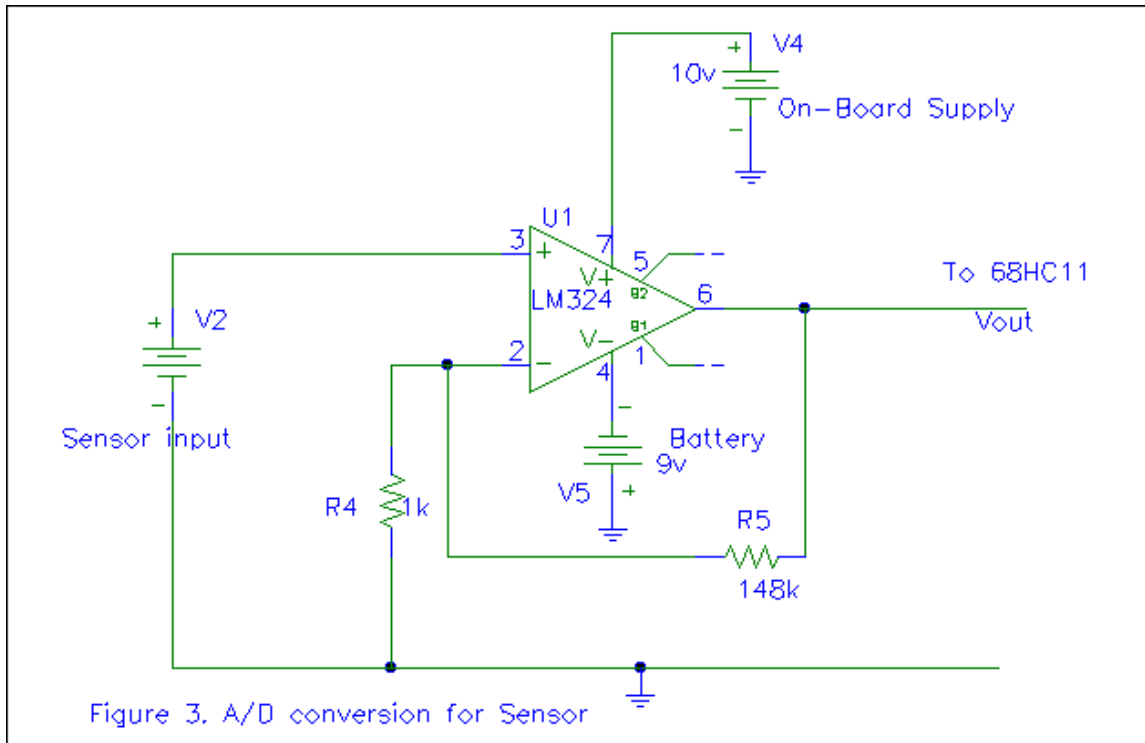 + V4
10v
On-Board Supply
-
U1
3 + 7
5
V+
B2
LM324
6
To 68HC11
Vout
+ V2
B1
V-
2 -
1
4
-
-
Sensor input
Battery
9v
V5 +
R4 1k
R5
148k
Figure 3. A/D conversion for Sensor